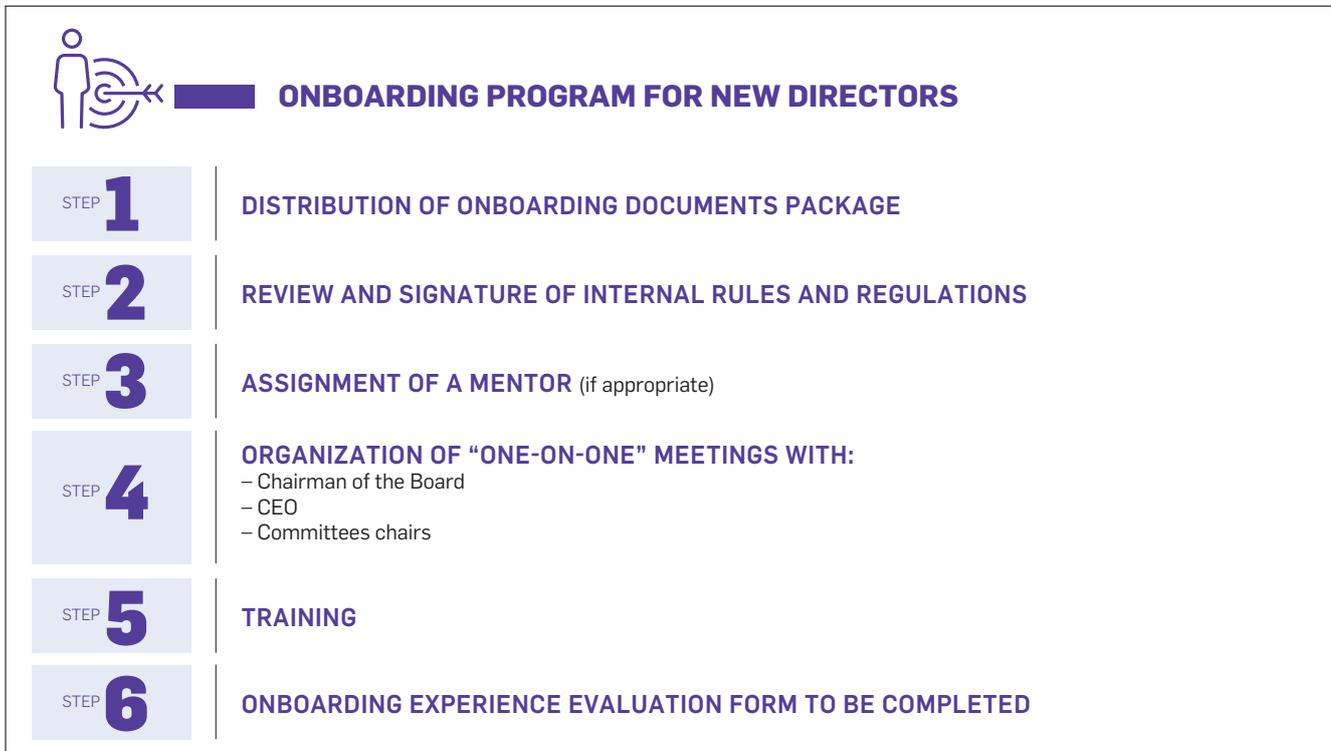 ONBOARDING PROGRAM FOR NEW DIRECTORS
STEP 1
DISTRIBUTION OF ONBOARDING DOCUMENTS PACKAGE
STEP 2
REVIEW AND SIGNATURE OF INTERNAL RULES AND REGULATIONS
STEP 3
ASSIGNMENT OF A MENTOR (if appropriate)
STEP 4
ORGANIZATION OF “ONE-ON-ONE” MEETINGS WITH:
– Chairman of the Board
– CEO
– Committees chairs
STEP 5
TRAINING
STEP 6
ONBOARDING EXPERIENCE EVALUATION FORM TO BE COMPLETED